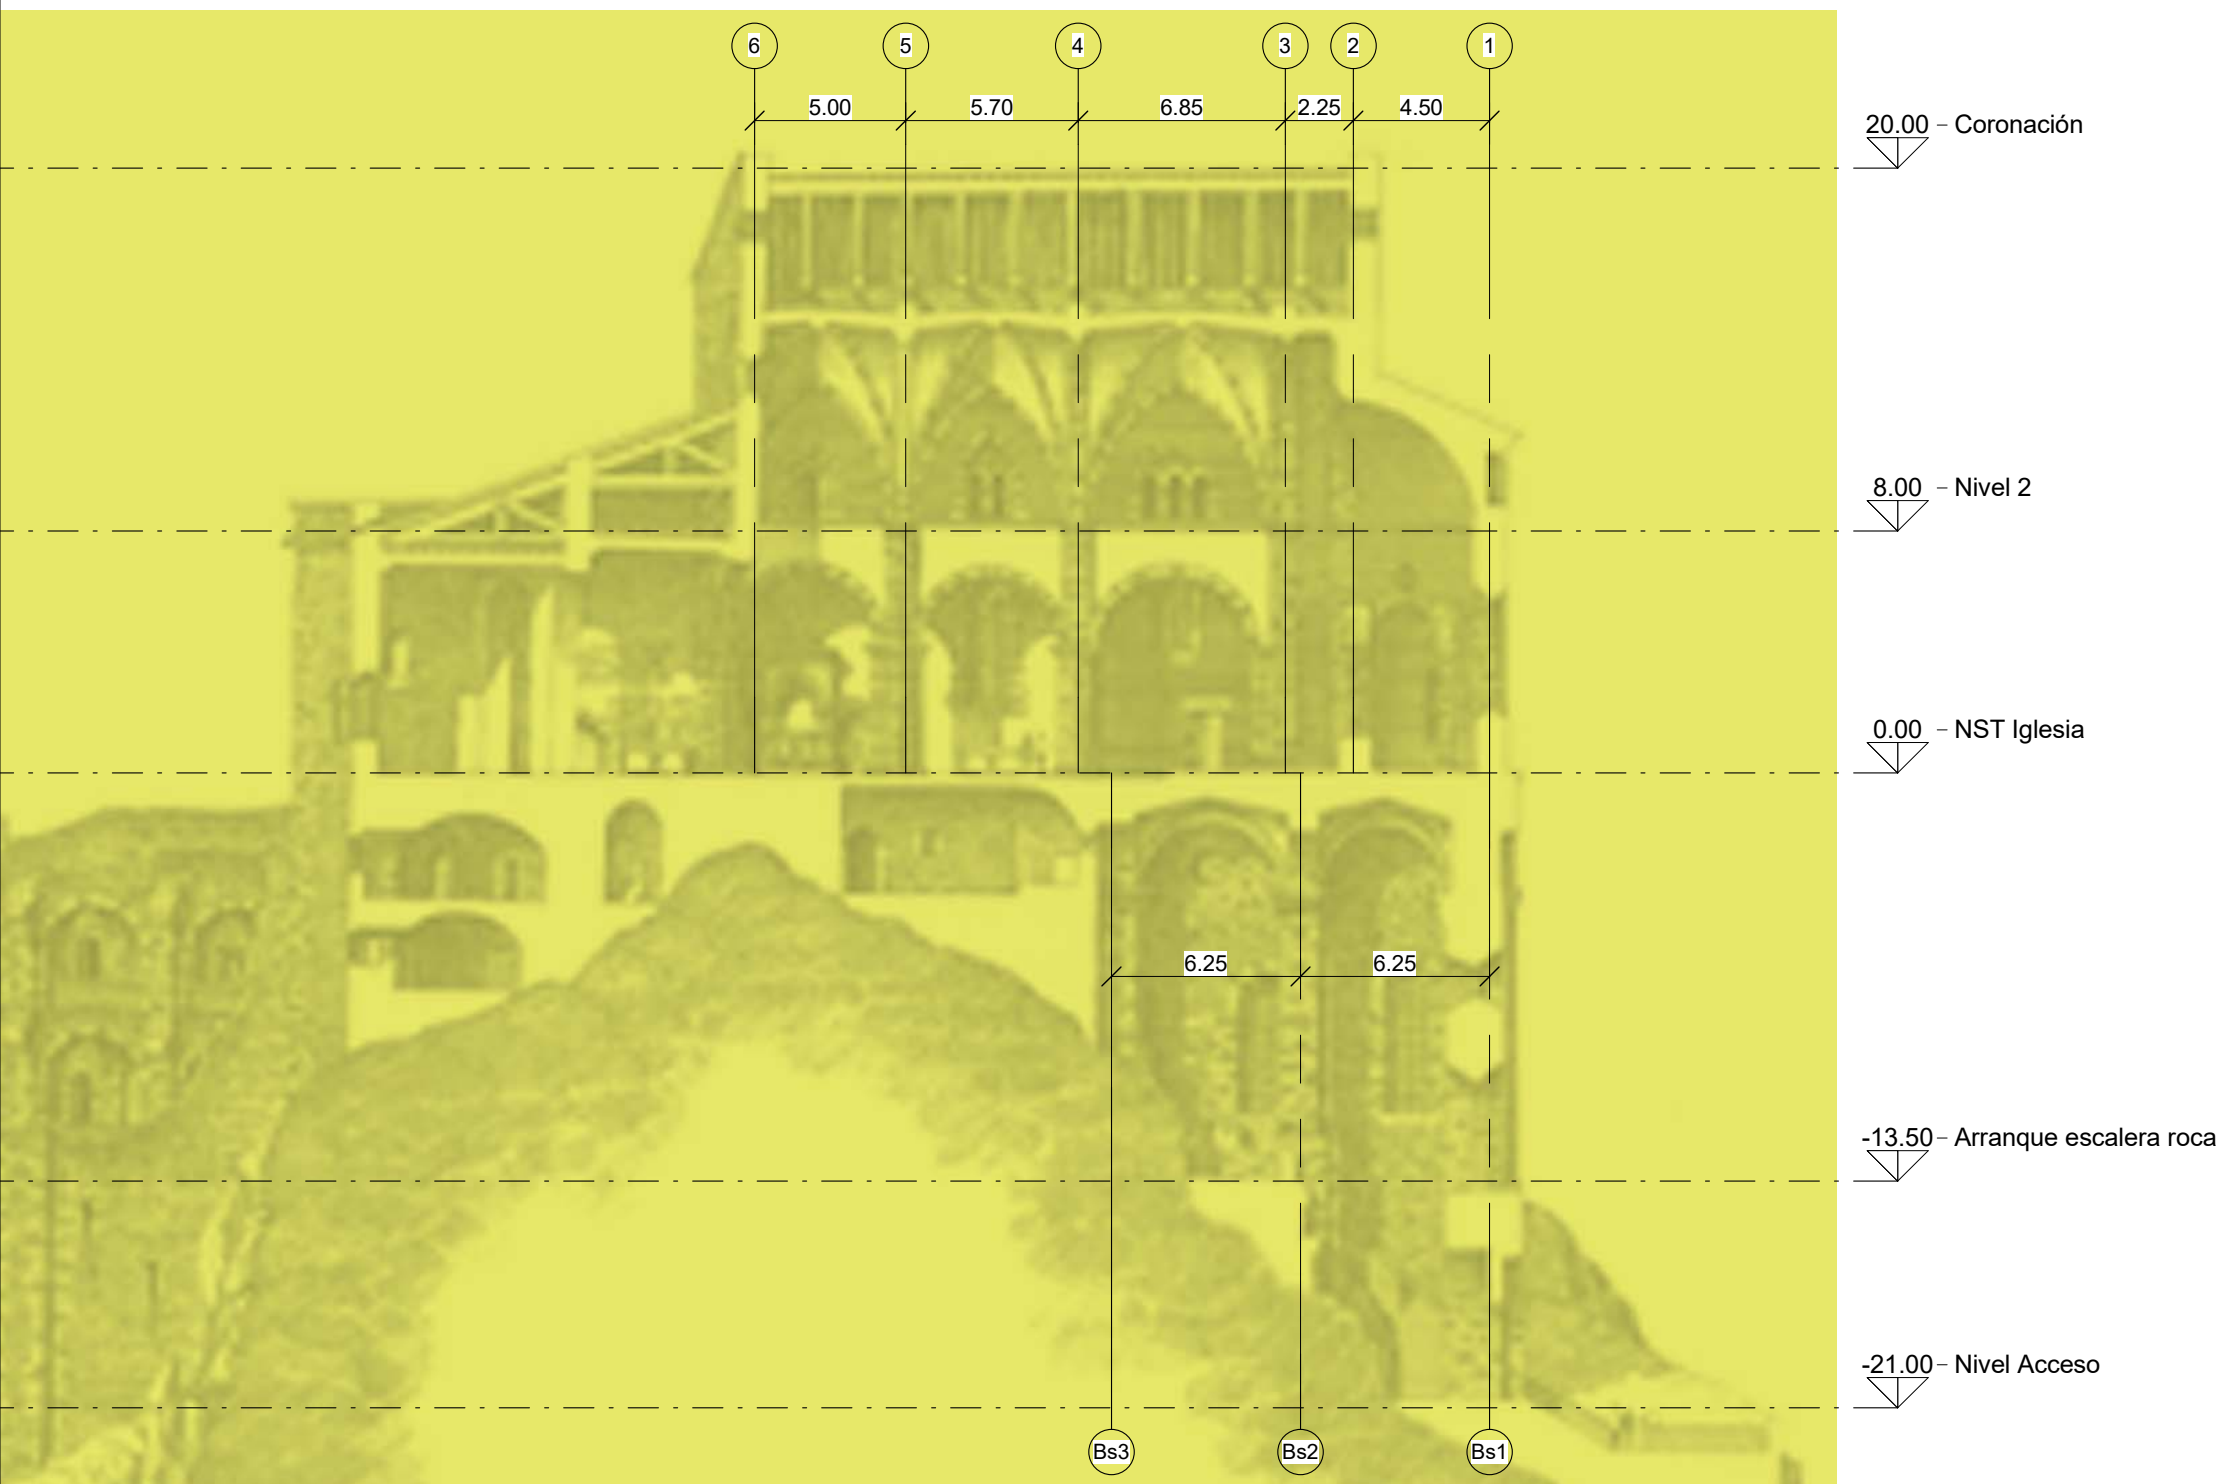 6 5 4 3 2 1
5.00 5.70 6.85 2.25 4.50
20.00 – Coronación
8.00 – Nivel 2
0.00 – NST Iglesia
6.25 6.25
-13.50 – Arranque escalera roca
-21.00 – Nivel Acceso
Bs3 Bs2 Bs1